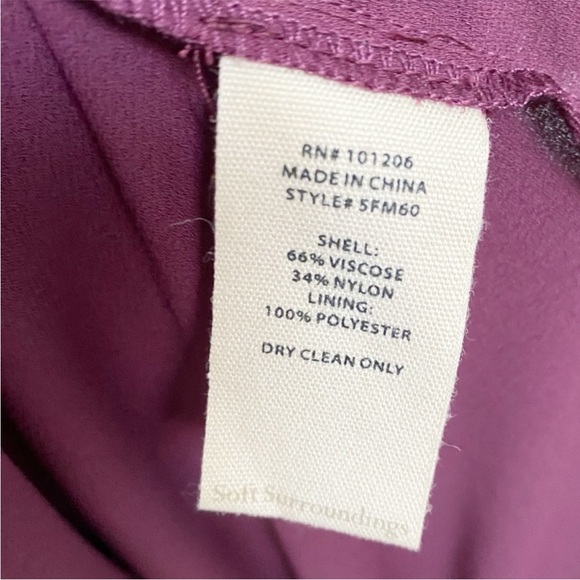 RN# 101206
MADE IN CHINA
STYLE# 5FM60
SHELL:
66% VISCOSE
34% NYLON
LINING:
100% POLYESTER
DRY CLEAN ONLY
Soft Surroundings